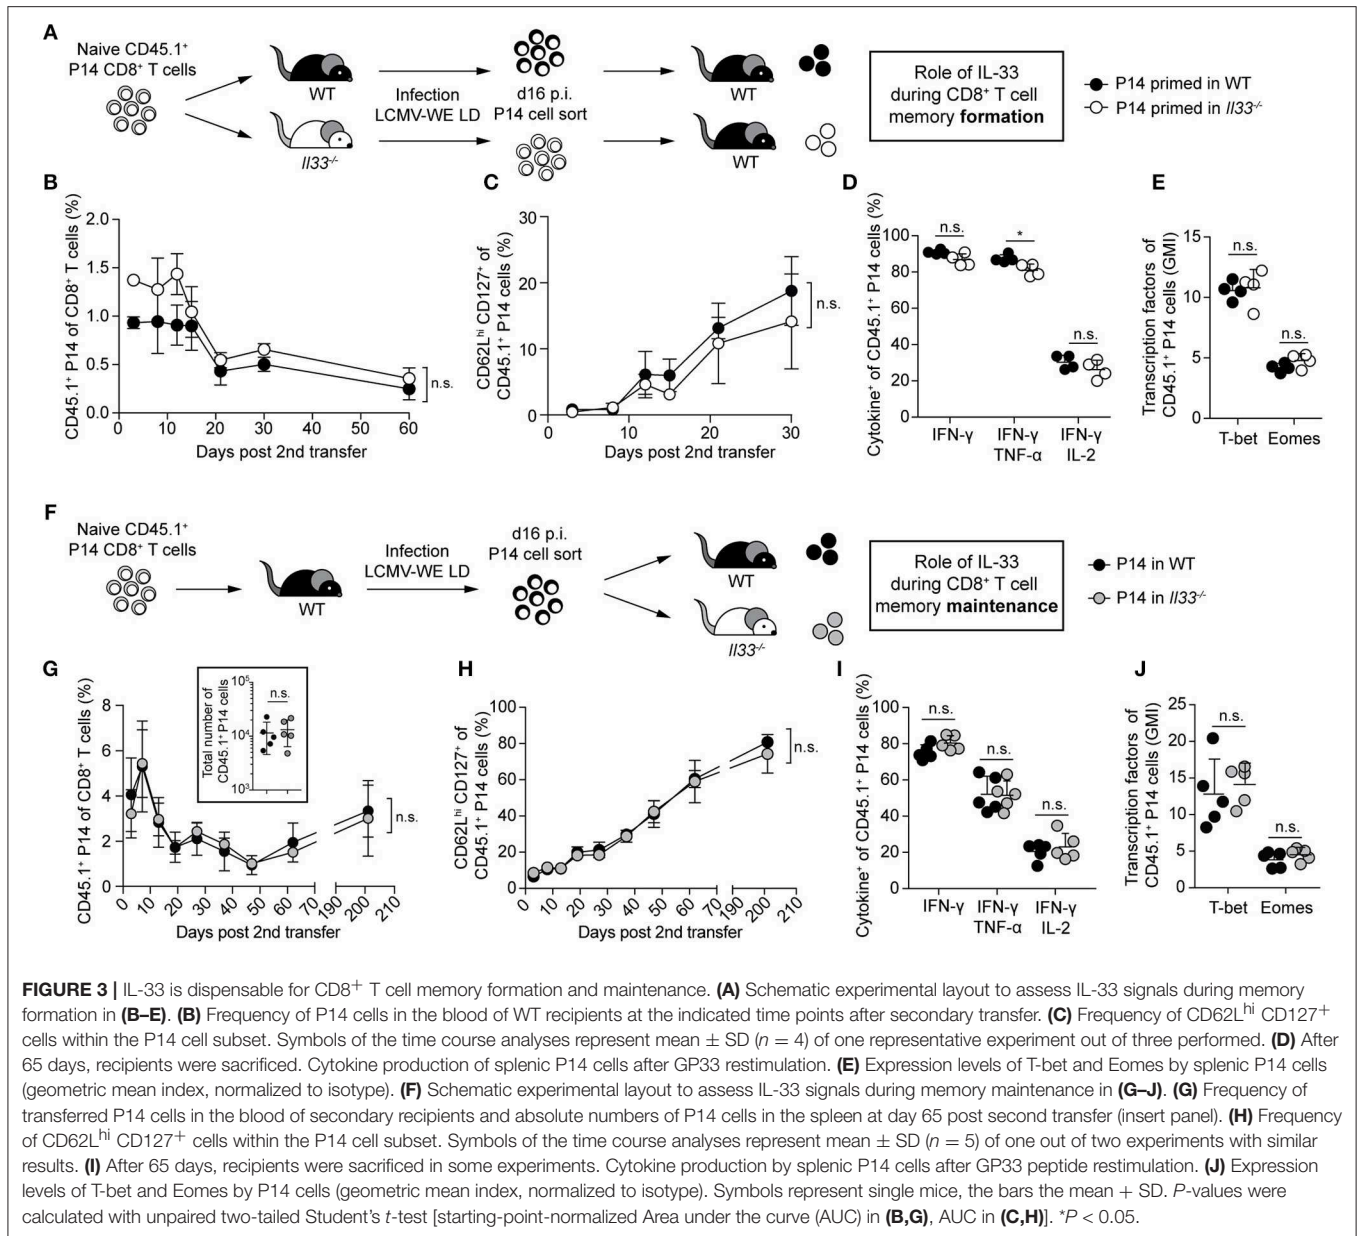 A
Naive CD45.1⁺
P14 CD8⁺ T cells
WT
Il33⁻/⁻
Infection
LCMV-WE LD
d16 p.i.
P14 cell sort
WT
WT
Role of IL-33
during CD8⁺ T cell
memory formation
P14 primed in WT
P14 primed in Il33⁻/⁻
B
CD45.1⁺ P14 of CD8⁺ T cells (%)
2.0
1.5
1.0
0.5
0.0
0 10 20 30 40 50 60
Days post 2nd transfer
n.s.
C
CD62Lʰⁱ CD127⁺ of
CD45.1⁺ P14 cells (%)
30
20
10
0
0 10 20 30
Days post 2nd transfer
n.s.
D
Cytokine⁺ of CD45.1⁺ P14 cells (%)
100
80
60
40
20
0
n.s.
*
n.s.
IFN-γ IFN-γ IFN-γ
TNF-α IL-2
E
Transcription factors of
CD45.1⁺ P14 cells (GMI)
15
10
5
0
n.s.
n.s.
T-bet Eomes
F
Naive CD45.1⁺
P14 CD8⁺ T cells
WT
Infection
LCMV-WE LD
d16 p.i.
P14 cell sort
WT
Il33⁻/⁻
Role of IL-33
during CD8⁺ T cell
memory maintenance
P14 in WT
P14 in Il33⁻/⁻
G
CD45.1⁺ P14 of CD8⁺ T cells (%)
8
6
4
2
0
0 10 20 30 40 50 60 70 190 200 210
Days post 2nd transfer
n.s.
Total number of
CD45.1⁺ P14 cells
10⁵
10⁴
10³
n.s.
H
CD62Lʰⁱ CD127⁺ of
CD45.1⁺ P14 cells (%)
100
80
60
40
20
0
0 10 20 30 40 50 60 70 190 200 210
Days post 2nd transfer
n.s.
I
Cytokine⁺ of CD45.1⁺ P14 cells (%)
100
80
60
40
20
0
n.s.
n.s.
n.s.
IFN-γ IFN-γ IFN-γ
TNF-α IL-2
J
Transcription factors of
CD45.1⁺ P14 cells (GMI)
25
20
15
10
5
0
n.s.
n.s.
T-bet Eomes
FIGURE 3 | IL-33 is dispensable for CD8⁺ T cell memory formation and maintenance. (A) Schematic experimental layout to assess IL-33 signals during memory
formation in (B–E). (B) Frequency of P14 cells in the blood of WT recipients at the indicated time points after secondary transfer. (C) Frequency of CD62Lʰⁱ CD127⁺
cells within the P14 cell subset. Symbols of the time course analyses represent mean ± SD (n = 4) of one representative experiment out of three performed. (D) After
65 days, recipients were sacrificed. Cytokine production of splenic P14 cells after GP33 restimulation. (E) Expression levels of T-bet and Eomes by splenic P14 cells
(geometric mean index, normalized to isotype). (F) Schematic experimental layout to assess IL-33 signals during memory maintenance in (G–J). (G) Frequency of
transferred P14 cells in the blood of secondary recipients and absolute numbers of P14 cells in the spleen at day 65 post second transfer (insert panel). (H) Frequency
of CD62Lʰⁱ CD127⁺ cells within the P14 cell subset. Symbols of the time course analyses represent mean ± SD (n = 5) of one out of two experiments with similar
results. (I) After 65 days, recipients were sacrificed in some experiments. Cytokine production by splenic P14 cells after GP33 peptide restimulation. (J) Expression
levels of T-bet and Eomes by P14 cells (geometric mean index, normalized to isotype). Symbols represent single mice, the bars the mean + SD. P-values were
calculated with unpaired two-tailed Student's t-test [starting-point-normalized Area under the curve (AUC) in (B,G), AUC in (C,H)]. *P < 0.05.